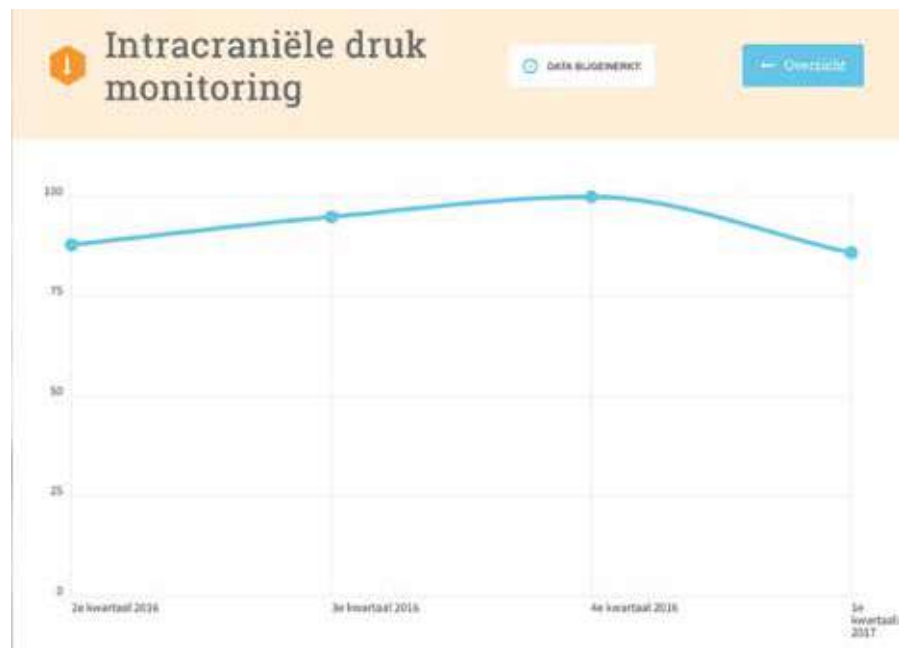 Intracraniële druk
monitoring
DATA BIJGEWERKT:
← Overzicht
100
75
50
25
0
2e kwartaal 2016
3e kwartaal 2016
4e kwartaal 2016
1e
kwartaal
2017